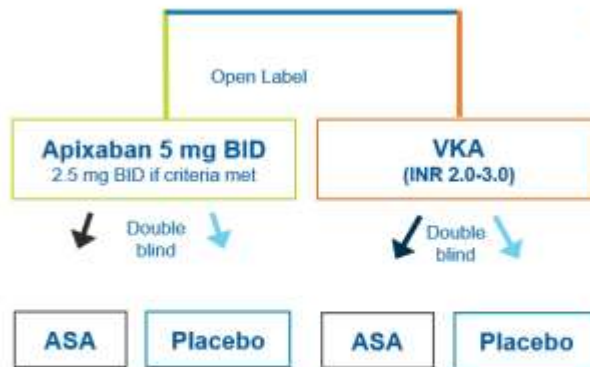 Open Label
Apixaban 5 mg BID
2.5 mg BID if criteria met
VKA
(INR 2.0-3.0)
Double
blind
Double
blind
ASA
Placebo
ASA
Placebo